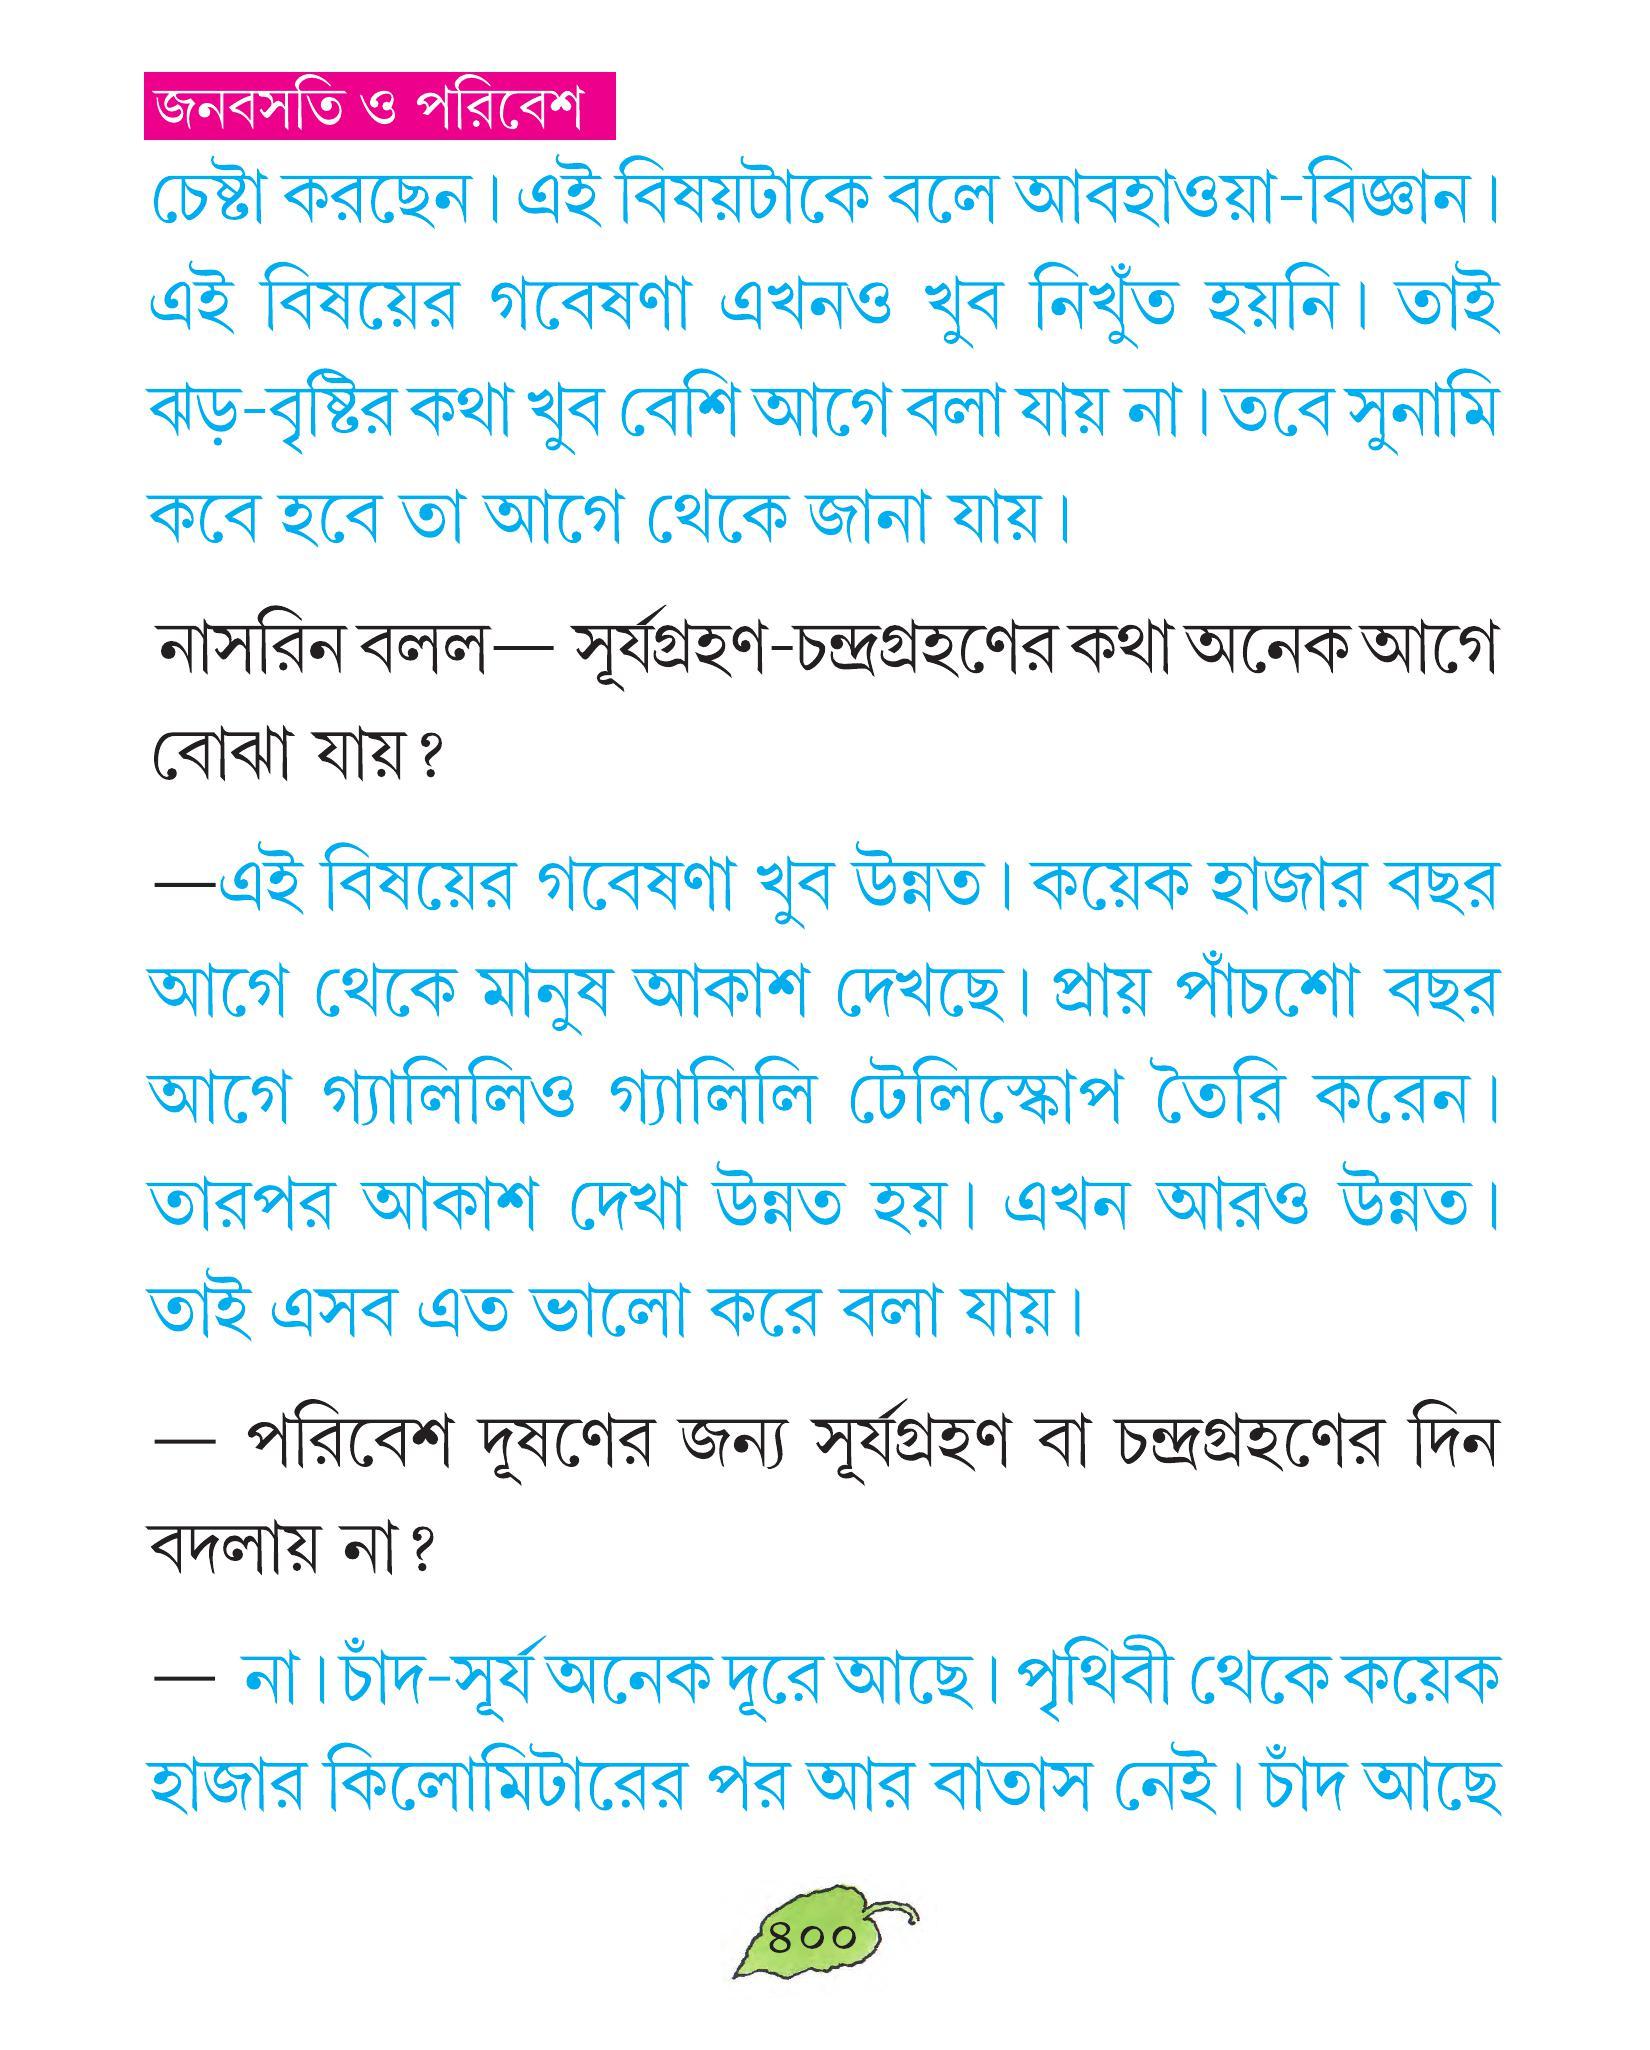 জনবসতি ও পরিবেশ
চেষ্টা করছেন। এই বিষয়টাকে বলে আবহাওয়া-বিজ্ঞান।
এই বিষয়ের গবেষণা এখনও খুব নিখুঁত হয়নি। তাই
ঝড়-বৃষ্টির কথা খুব বেশি আগে বলা যায় না। তবে সুনামি
কবে হবে তা আগে থেকে জানা যায়।
নাসরিন বলল— সূর্যগ্রহণ-চন্দ্রগ্রহণের কথা অনেক আগে
বোঝা যায়?
—এই বিষয়ের গবেষণা খুব উন্নত। কয়েক হাজার বছর
আগে থেকে মানুষ আকাশ দেখছে। প্রায় পাঁচশো বছর
আগে গ্যালিলিও গ্যালিলি টেলিস্কোপ তৈরি করেন।
তারপর আকাশ দেখা উন্নত হয়। এখন আরও উন্নত।
তাই এসব এত ভালো করে বলা যায়।
— পরিবেশ দূষণের জন্য সূর্যগ্রহণ বা চন্দ্রগ্রহণের দিন
বদলায় না?
— না। চাঁদ-সূর্য অনেক দূরে আছে। পৃথিবী থেকে কয়েক
হাজার কিলোমিটারের পর আর বাতাস নেই। চাঁদ আছে
৪০০